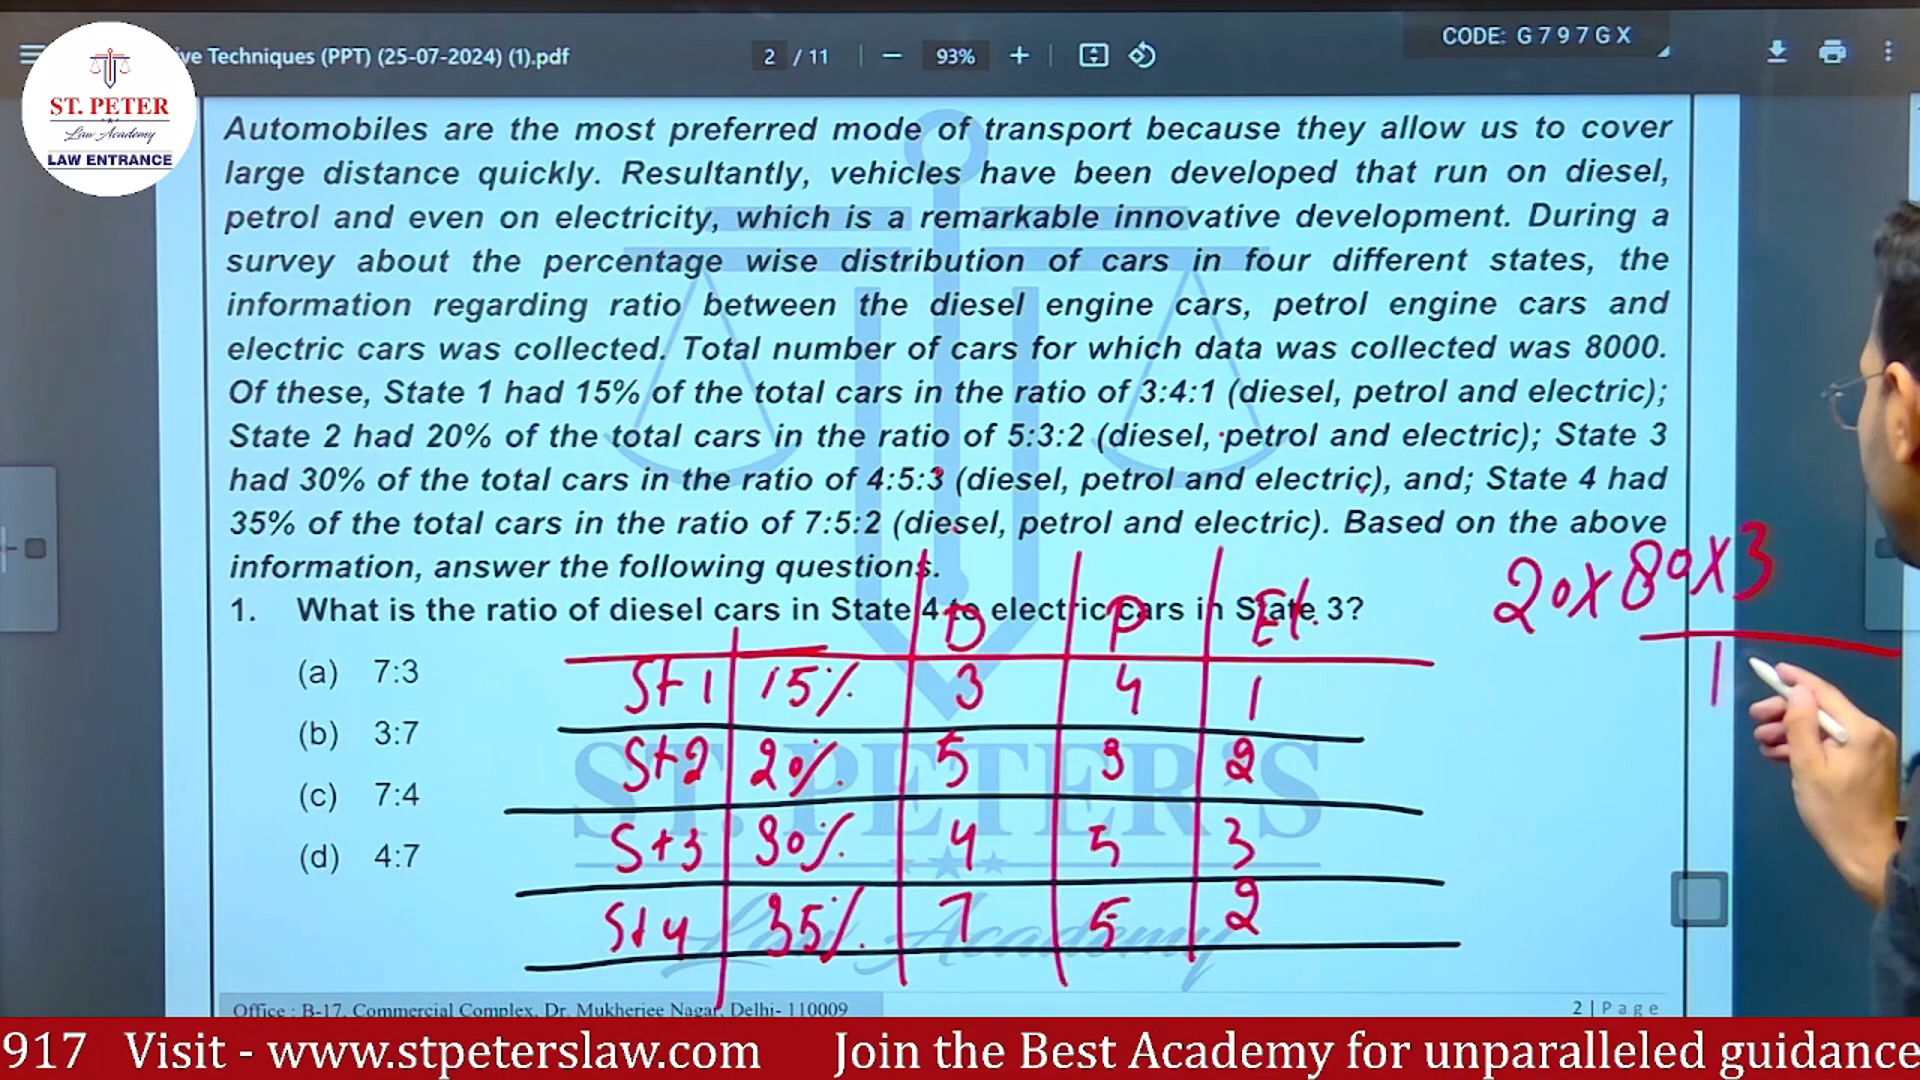 ve Techniques (PPT) (25-07-2024) (1).pdf
2 / 11
93%
CODE: G797GX
ST. PETER
Law Academy
LAW ENTRANCE
Automobiles are the most preferred mode of transport because they allow us to cover
large distance quickly. Resultantly, vehicles have been developed that run on diesel,
petrol and even on electricity, which is a remarkable innovative development. During a
survey about the percentage wise distribution of cars in four different states, the
information regarding ratio between the diesel engine cars, petrol engine cars and
electric cars was collected. Total number of cars for which data was collected was 8000.
Of these, State 1 had 15% of the total cars in the ratio of 3:4:1 (diesel, petrol and electric);
State 2 had 20% of the total cars in the ratio of 5:3:2 (diesel, petrol and electric); State 3
had 30% of the total cars in the ratio of 4:5:3 (diesel, petrol and electric), and; State 4 had
35% of the total cars in the ratio of 7:5:2 (diesel, petrol and electric). Based on the above
information, answer the following questions.
1. What is the ratio of diesel cars in State 4 to electric cars in State 3?
(a) 7:3
(b) 3:7
(c) 7:4
(d) 4:7
D P El.
St 1 15% 3 4 1
St 2 20% 5 3 2
St 3 30% 4 5 3
St 4 35% 7 5 2
20x80x3
1
ST. PETER'S
Law Academy
Office : B-17, Commercial Complex, Dr. Mukherjee Nagar, Delhi- 110009
2 | Page
917 Visit - www.stpeterslaw.com Join the Best Academy for unparalleled guidance